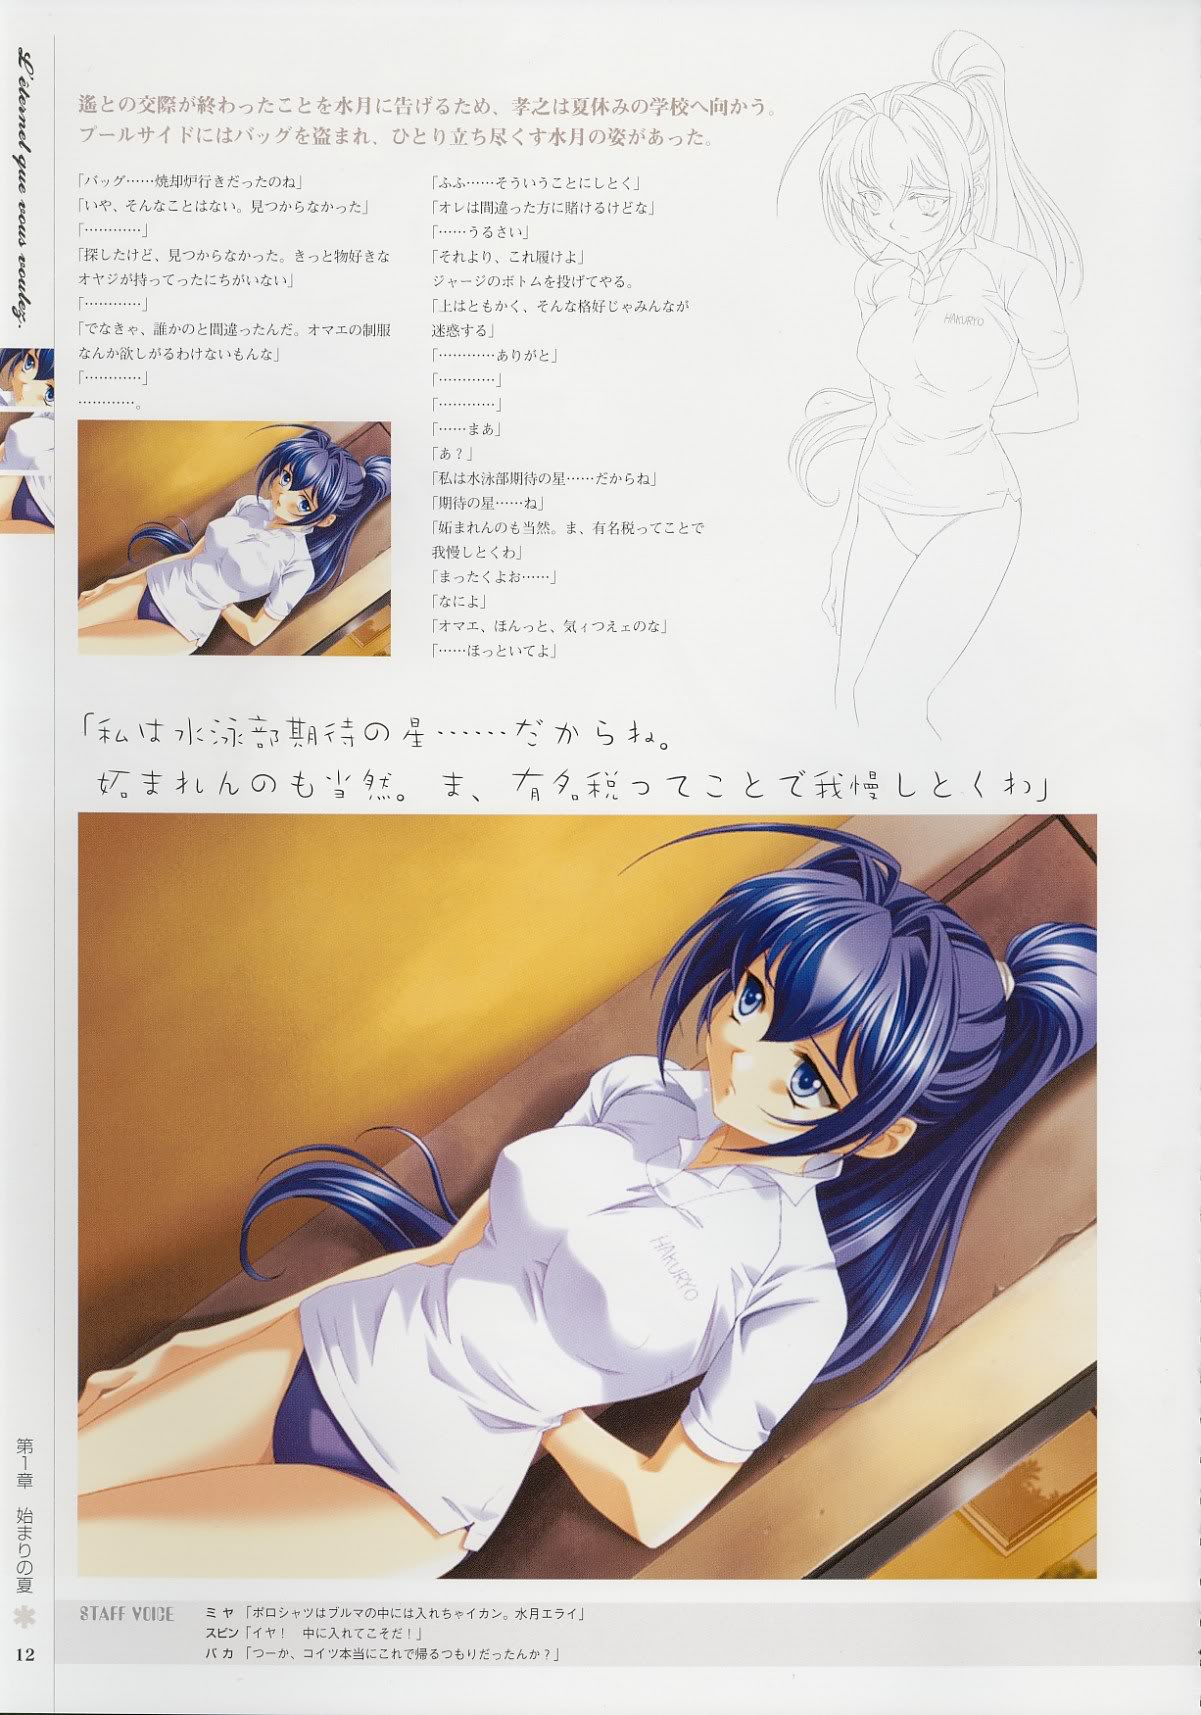 L'éternel que vous voulez.
遙との交際が終わったことを水月に告げるため、孝之は夏休みの学校へ向かう。
プールサイドにはバッグを盗まれ、ひとり立ち尽くす水月の姿があった。
「バッグ……焼却炉行きだったのね」
「いや、そんなことはない。見つからなかった」
「…………」
「探したけど、見つからなかった。きっと物好きな
オヤジが持ってったにちがいない」
「…………」
「でなきゃ、誰かのと間違ったんだ。オマエの制服
なんか欲しがるわけないもんな」
「…………」
…………。
「ふふ……そういうことにしとく」
「オレは間違った方に賭けるけどな」
「……うるさい」
「それより、これ履けよ」
ジャージのボトムを投げてやる。
「上はともかく、そんな格好じゃみんなが
迷惑する」
「…………ありがと」
「…………」
「…………」
「……まぁ」
「あ？」
「私は水泳部期待の星……だからね」
「期待の星……ね」
「妬まれんのも当然。ま、有名税ってことで
我慢しとくわ」
「まったくよお……」
「なによ」
「オマエ、ほんっと、気ィつえェのな」
「……ほっといてよ」
HAKURYO
「私は水泳部期待の星……だからね。
妬まれんのも当然。ま、有名税ってことで我慢しとくわ」
HAKURYO
第1章 始まりの夏
12
STAFF VOICE
ミヤ「ポロシャツはブルマの中には入れちゃイカン。水月エライ」
スピン「イヤ！ 中に入れてこそだ！」
バカ「つーか、コイツ本当にこれで帰るつもりだったんか？」